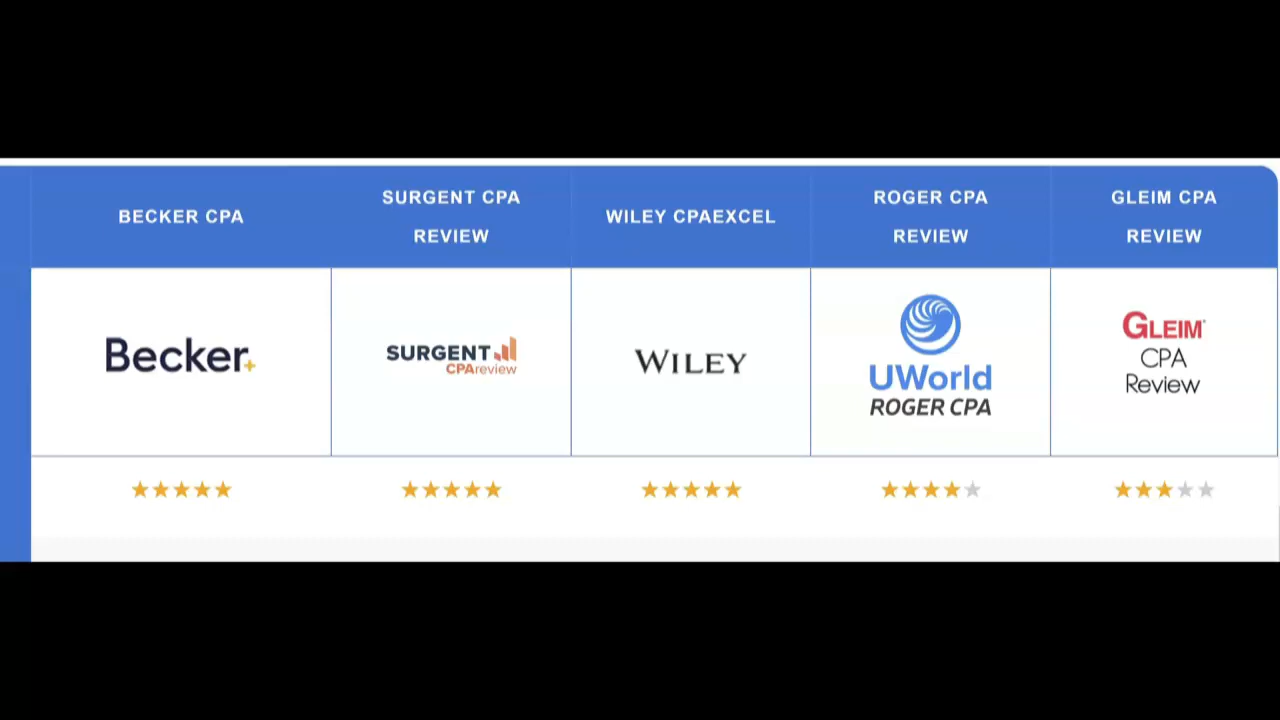 BECKER CPA
SURGENT CPA
REVIEW
WILEY CPAEXCEL
ROGER CPA
REVIEW
GLEIM CPA
REVIEW
Becker
SURGENT
CPAreview
WILEY
UWorld
ROGER CPA
GLEIM
CPA
Review